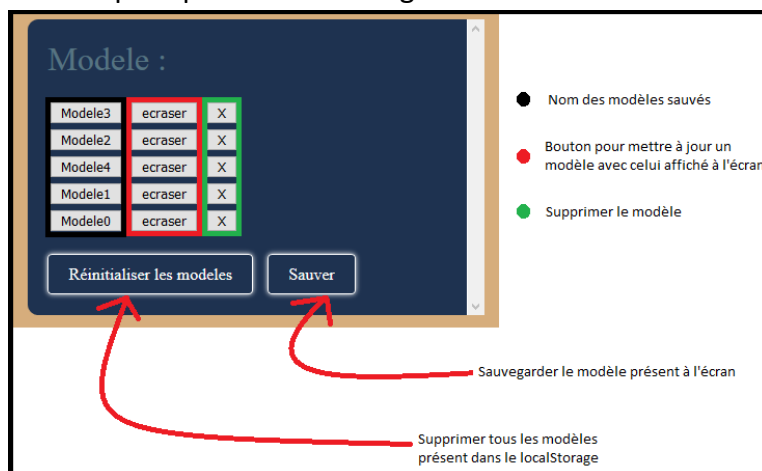 Modele :
Modele3 ecraser X
Modele2 ecraser X
Modele4 ecraser X
Modele1 ecraser X
Modele0 ecraser X
Réinitialiser les modeles Sauver
Nom des modèles sauvés
Bouton pour mettre à jour un
modèle avec celui affiché à l'écran
Supprimer le modèle
Sauvegarder le modèle présent à l'écran
Supprimer tous les modèles
présent dans le localStorage